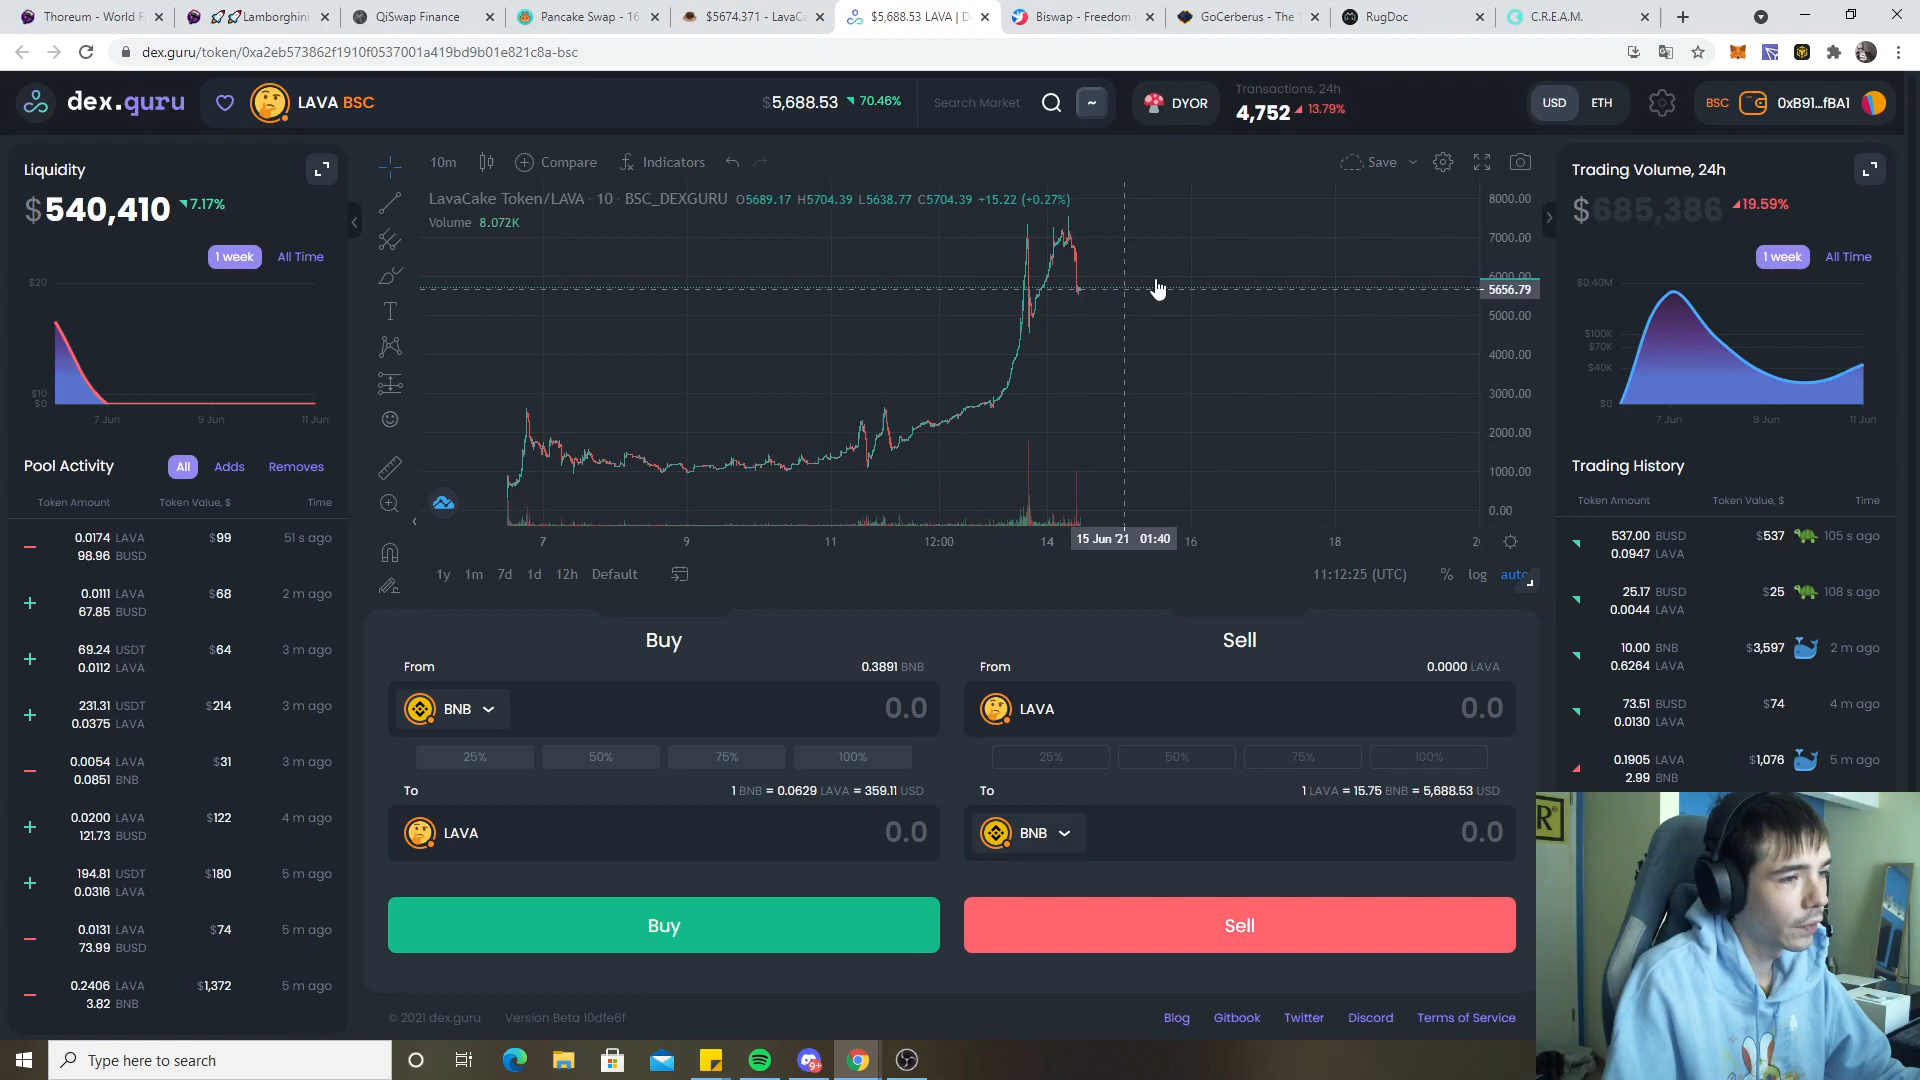 Thoreum - World F
🚀🚀Lamborghini
QiSwap Finance
Pancake Swap - 16
$5674.371 - LavaCa
$5,688.53 LAVA | D
Biswap - Freedom
GoCerberus - The
RugDoc
C.R.E.A.M.
dex.guru/token/0xa2eb573862f1910f0537001a419bd9b01e821c8a-bsc
dex.guru
LAVA BSC
$5,688.53 70.46%
Search Market
~
DYOR
Transactions, 24h
4,752 13.79%
USD ETH
BSC 0xB91...fBA1
Liquidity
$540,410 7.17%
1 week All Time
$20
$10
$0
7 Jun 9 Jun 11 Jun
Pool Activity
All Adds Removes
Token Amount Token Value, $ Time
0.0174 LAVA $99 51 s ago
98.96 BUSD
0.0111 LAVA $68 2 m ago
67.85 BUSD
69.24 USDT $64 3 m ago
0.0112 LAVA
231.31 USDT $214 3 m ago
0.0375 LAVA
0.0054 LAVA $31 3 m ago
0.0851 BNB
0.0200 LAVA $122 4 m ago
121.73 BUSD
194.81 USDT $180 5 m ago
0.0316 LAVA
0.0131 LAVA $74 5 m ago
73.99 BUSD
0.2406 LAVA $1,372 5 m ago
3.82 BNB
10m Compare Indicators Save
LavaCake Token/LAVA · 10 · BSC_DEXGURU O5689.17 H5704.39 L5638.77 C5704.39 +15.22 (+0.27%)
Volume 8.072K
8000.00
7000.00
6000.00
5656.79
5000.00
4000.00
3000.00
2000.00
1000.00
0.00
7 9 11 12:00 14 15 Jun '21 01:40 16 18
1y 1m 7d 1d 12h Default
11:12:25 (UTC) % log auto
Buy
From 0.3891 BNB
BNB 0.0
25% 50% 75% 100%
To 1 BNB = 0.0629 LAVA = 359.11 USD
LAVA 0.0
Buy
Sell
From 0.0000 LAVA
LAVA 0.0
25% 50% 75% 100%
To 1 LAVA = 15.75 BNB = 5,688.53 USD
BNB 0.0
Sell
Trading Volume, 24h
$685,386 19.59%
1 week All Time
$0.40M
$100K
$70K
$40K
$0
7 Jun 9 Jun 11 Jun
Trading History
Token Amount Token Value, $ Time
537.00 BUSD $537 105 s ago
0.0947 LAVA
25.17 BUSD $25 108 s ago
0.0044 LAVA
10.00 BNB $3,597 2 m ago
0.6264 LAVA
73.51 BUSD $74 4 m ago
0.0130 LAVA
0.1905 LAVA $1,076 5 m ago
2.99 BNB
© 2021 dex.guru Version Beta 10dfe6f
Blog Gitbook Twitter Discord Terms of Service
Type here to search
9+